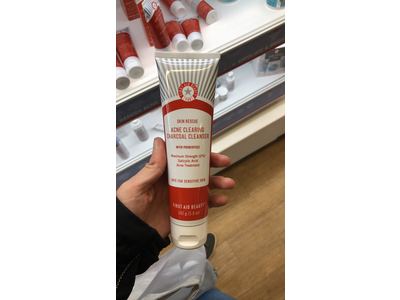 SKIN RESCUE
ACNE CLEARING
CHARCOAL CLEANSER
WITH PROBIOTICS
Maximum Strength (2%)
Salicylic Acid
Acne Treatment
SAFE FOR SENSITIVE SKIN
FIRST AID BEAUTY